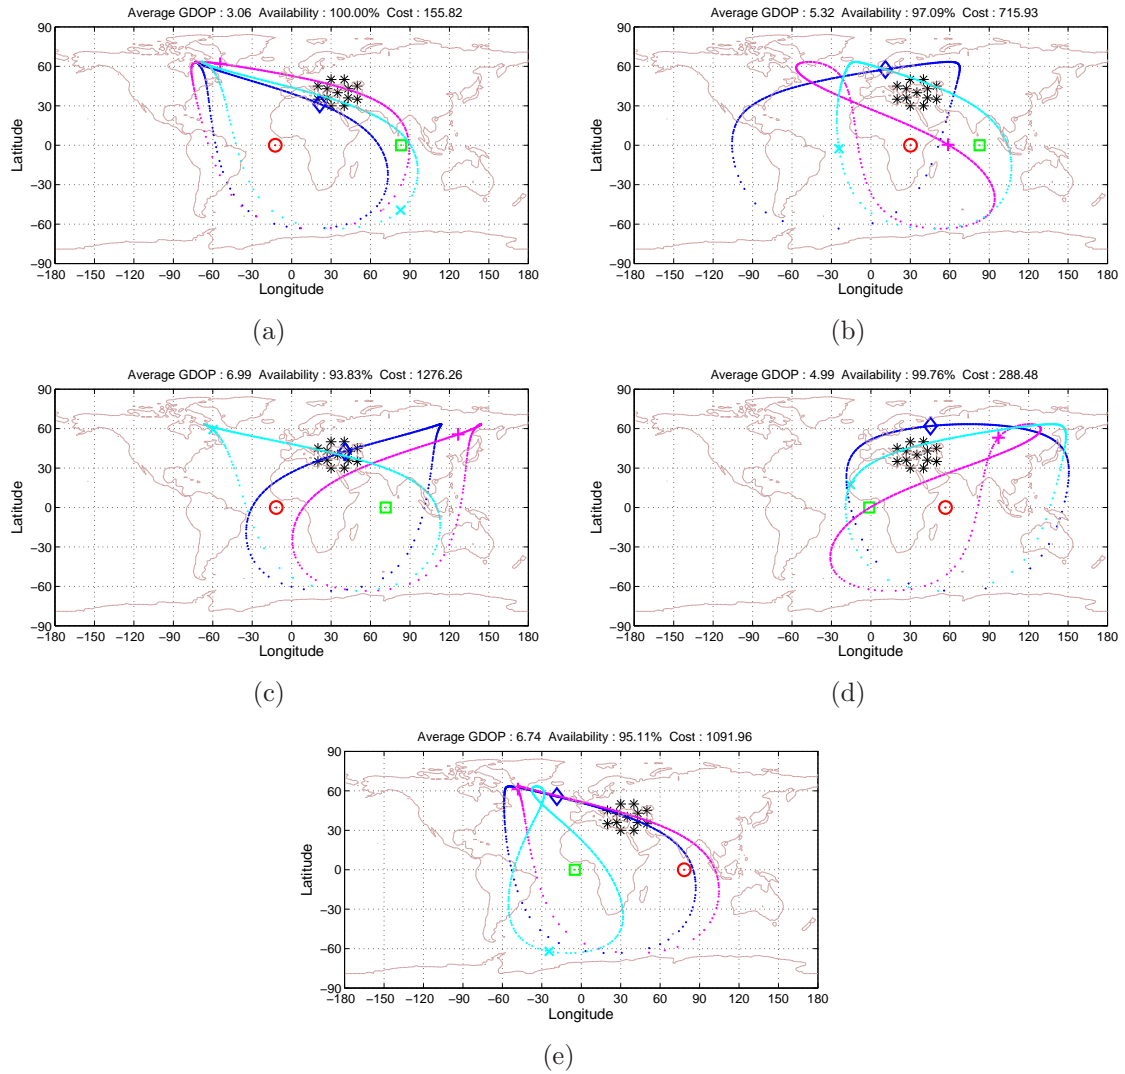 Average GDOP : 3.06 Availability : 100.00% Cost : 155.82
90
60
30
0
−30
−60
−90
Latitude
−180 −150 −120 −90 −60 −30 0 30 60 90 120 150 180
Longitude
(a)
Average GDOP : 5.32 Availability : 97.09% Cost : 715.93
90
60
30
0
−30
−60
−90
Latitude
−180 −150 −120 −90 −60 −30 0 30 60 90 120 150 180
Longitude
(b)
Average GDOP : 6.99 Availability : 93.83% Cost : 1276.26
90
60
30
0
−30
−60
−90
Latitude
−180 −150 −120 −90 −60 −30 0 30 60 90 120 150 180
Longitude
(c)
Average GDOP : 4.99 Availability : 99.76% Cost : 288.48
90
60
30
0
−30
−60
−90
Latitude
−180 −150 −120 −90 −60 −30 0 30 60 90 120 150 180
Longitude
(d)
Average GDOP : 6.74 Availability : 95.11% Cost : 1091.96
90
60
30
0
−30
−60
−90
Latitude
−180 −150 −120 −90 −60 −30 0 30 60 90 120 150 180
Longitude
(e)